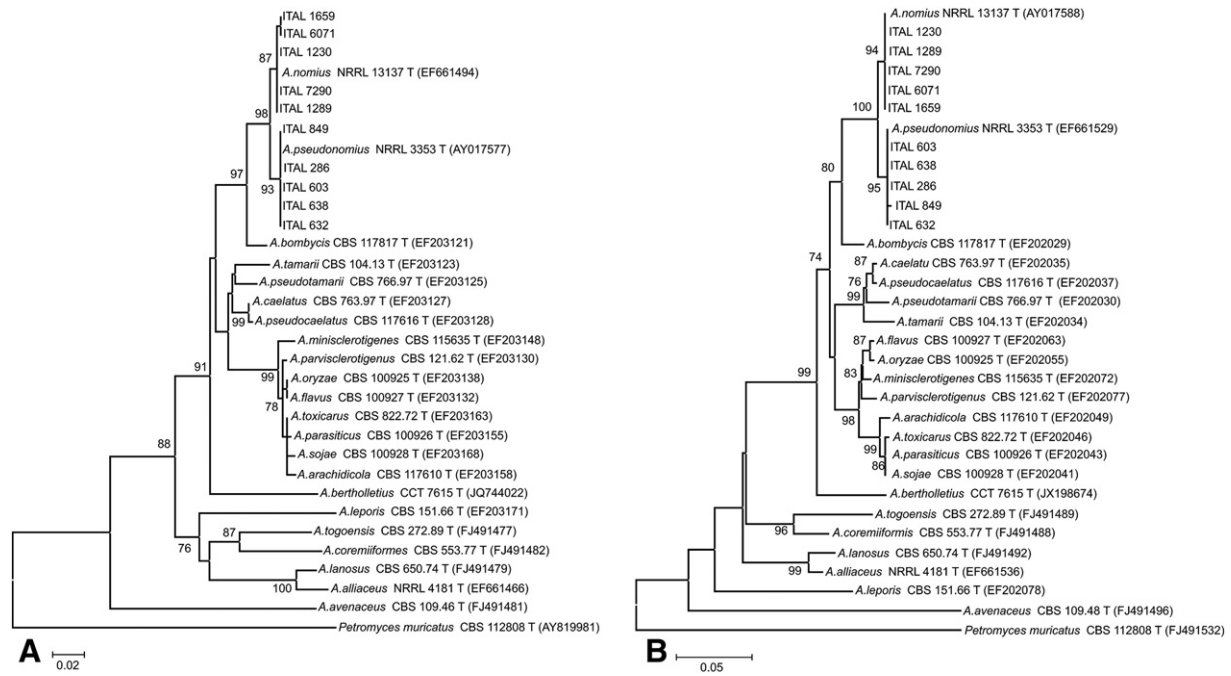 ITAL 1659
ITAL 6071
87
ITAL 1230
A.nomius NRRL 13137 T (EF661494)
ITAL 7290
98
ITAL 1289
ITAL 849
A.pseudonomius NRRL 3353 T (AY017577)
97
ITAL 286
93
ITAL 603
ITAL 638
ITAL 632
A.bombycis CBS 117817 T (EF203121)
A.tamarii CBS 104.13 T (EF203123)
A.pseudotamarii CBS 766.97 T (EF203125)
A.caelatus CBS 763.97 T (EF203127)
99
A.pseudocaelatus CBS 117616 T (EF203128)
A.minisclerotigenes CBS 115635 T (EF203148)
A.parvisclerotigenus CBS 121.62 T (EF203130)
91
99
A.oryzae CBS 100925 T (EF203138)
A.flavus CBS 100927 T (EF203132)
78
A.toxicarus CBS 822.72 T (EF203163)
A.parasiticus CBS 100926 T (EF203155)
88
A.sojae CBS 100928 T (EF203168)
A.arachidicola CBS 117610 T (EF203158)
A.bertholletius CCT 7615 T (JQ744022)
A.leporis CBS 151.66 T (EF203171)
87
A.togoensis CBS 272.89 T (FJ491477)
76
A.coremiiformes CBS 553.77 T (FJ491482)
A.lanosus CBS 650.74 T (FJ491479)
100
A.alliaceus NRRL 4181 T (EF661466)
A.avenaceus CBS 109.46 T (FJ491481)
Petromyces muricatus CBS 112808 T (AY819981)
A
0.02
A.nomius NRRL 13137 T (AY017588)
ITAL 1230
94
ITAL 1289
ITAL 7290
ITAL 6071
100
ITAL 1659
A.pseudonomius NRRL 3353 T (EF661529)
ITAL 603
80
ITAL 638
95
ITAL 286
ITAL 849
ITAL 632
A.bombycis CBS 117817 T (EF202029)
74
87
A.caelatu CBS 763.97 T (EF202035)
76
A.pseudocaelatus CBS 117616 T (EF202037)
99
A.pseudotamarii CBS 766.97 T (EF202030)
A.tamarii CBS 104.13 T (EF202034)
87
A.flavus CBS 100927 T (EF202063)
A.oryzae CBS 100925 T (EF202055)
99
83
A.minisclerotigenes CBS 115635 T (EF202072)
A.parvisclerotigenus CBS 121.62 T (EF202077)
98
A.arachidicola CBS 117610 T (EF202049)
A.toxicarus CBS 822.72 T (EF202046)
99
A.parasiticus CBS 100926 T (EF202043)
86
A.sojae CBS 100928 T (EF202041)
A.bertholletius CCT 7615 T (JX198674)
A.togoensis CBS 272.89 T (FJ491489)
96
A.coremiiformis CBS 553.77 T (FJ491488)
A.lanosus CBS 650.74 T (FJ491492)
99
A.alliaceus NRRL 4181 T (EF661536)
A.leporis CBS 151.66 T (EF202078)
A.avenaceus CBS 109.48 T (FJ491496)
Petromyces muricatus CBS 112808 T (FJ491532)
B
0.05